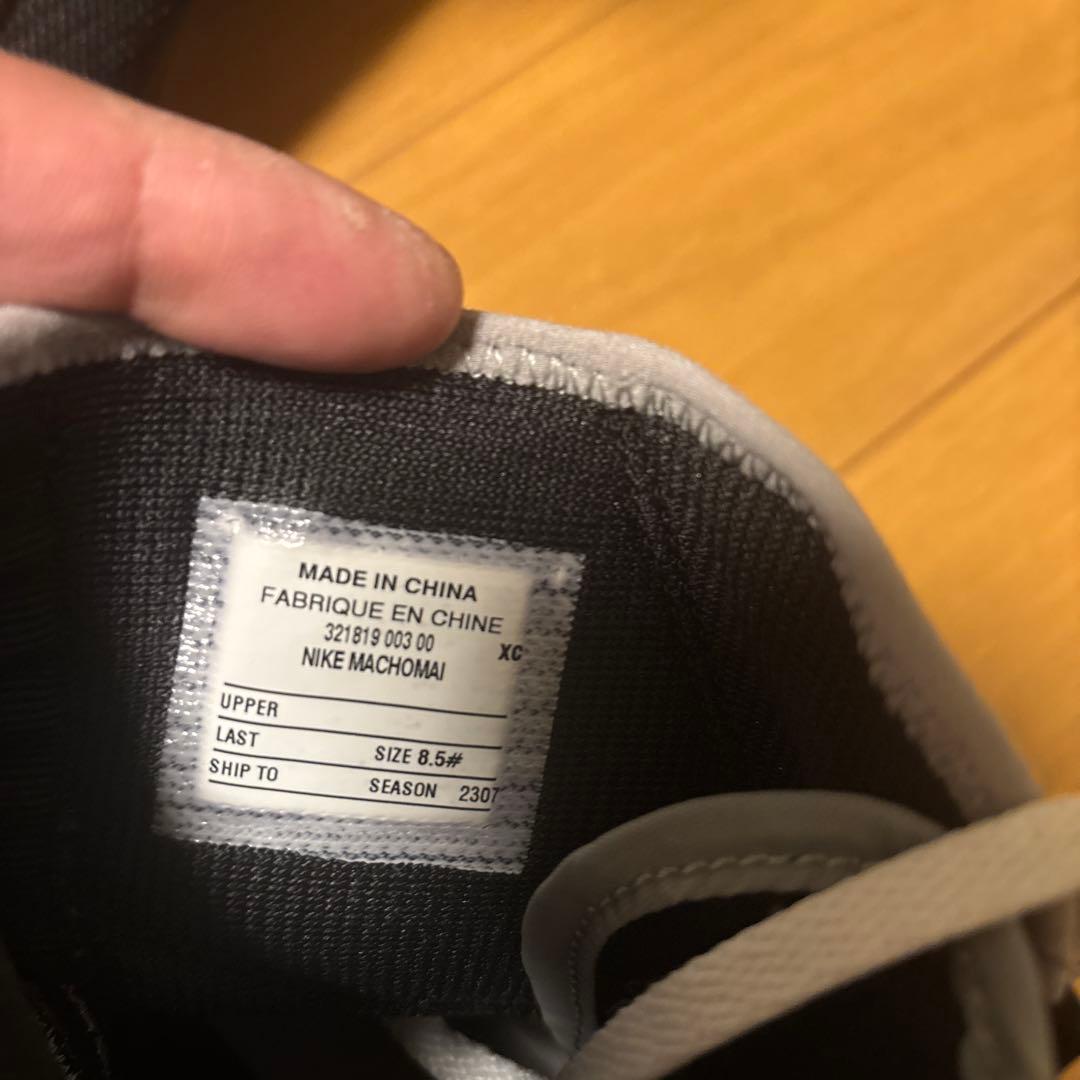 MADE IN CHINA
FABRIQUE EN CHINE
321819 003 00
XC
NIKE MACHOMAI
UPPER
LAST
SIZE 8.5#
SHIP TO
SEASON 2307